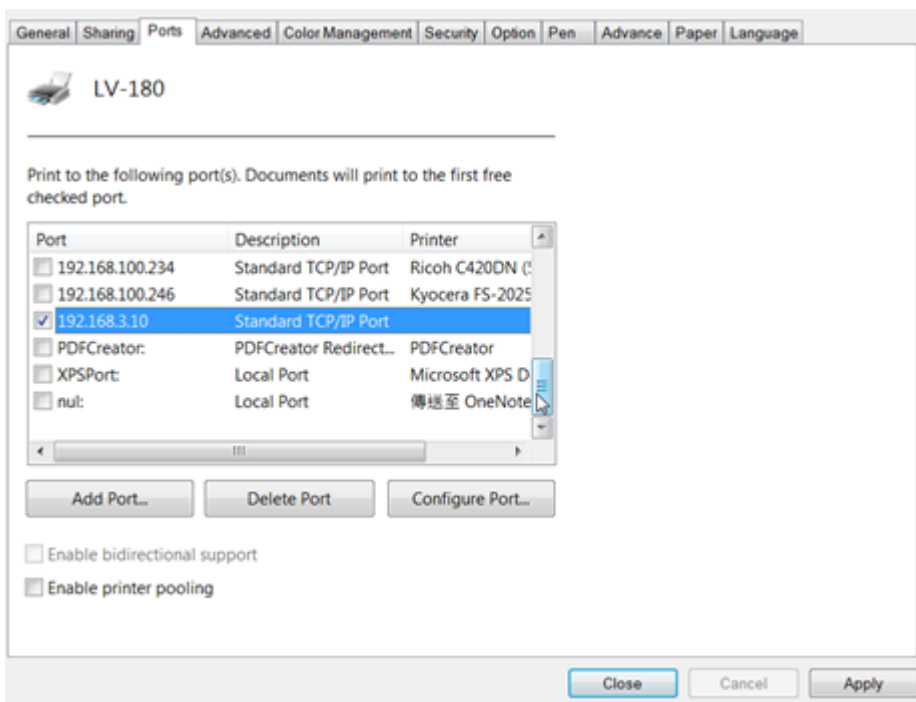 General Sharing Ports Advanced Color Management Security Option Pen Advance Paper Language
LV-180
Print to the following port(s). Documents will print to the first free
checked port.
Port Description Printer
192.168.100.234 Standard TCP/IP Port Ricoh C420DN (
192.168.100.246 Standard TCP/IP Port Kyocera FS-2025
192.168.3.10 Standard TCP/IP Port
PDFCreator: PDFCreator Redirect... PDFCreator
XPSPort: Local Port Microsoft XPS D
nul: Local Port 傳送至 OneNote
Add Port... Delete Port Configure Port...
Enable bidirectional support
Enable printer pooling
Close Cancel Apply